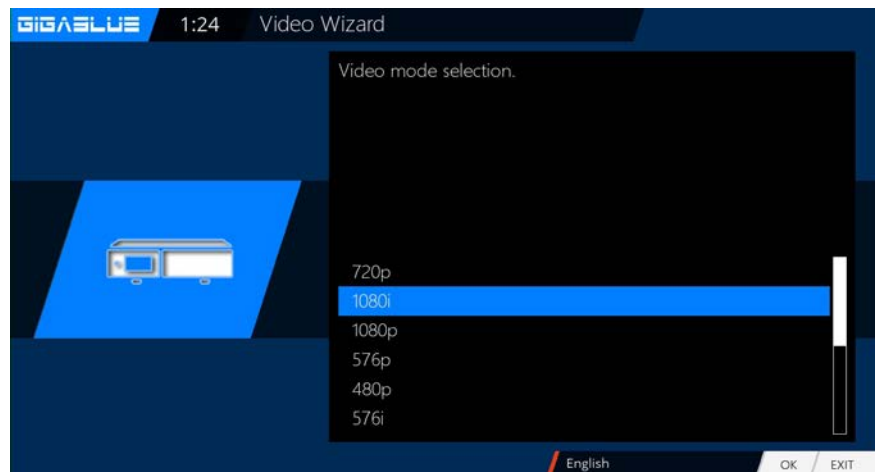 GIGABLUE 1:24 Video Wizard
Video mode selection.
720p
1080i
1080p
576p
480p
576i
English OK EXIT